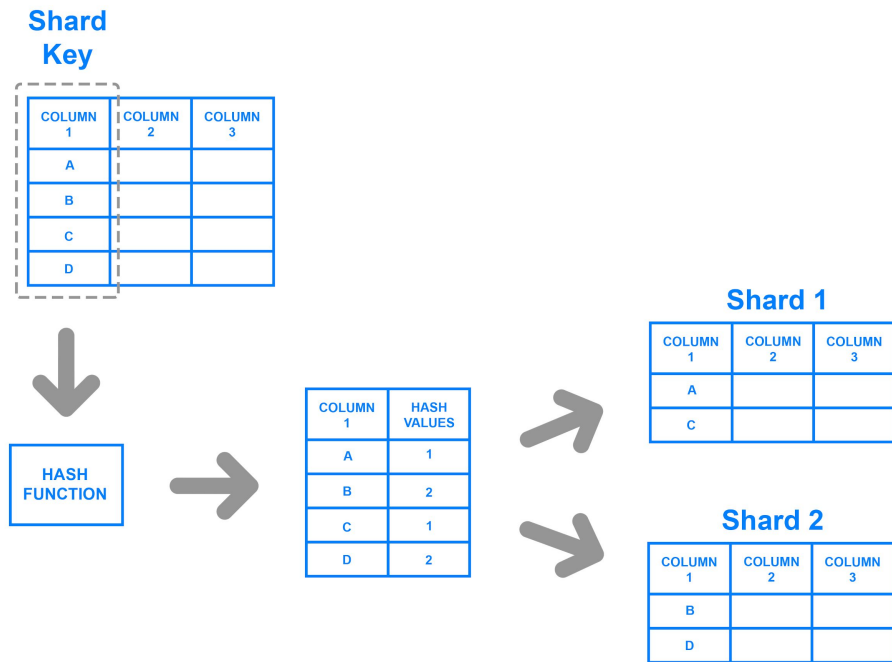 Shard
Key
COLUMN COLUMN COLUMN
1 2 3
A
B
C
D
HASH
FUNCTION
COLUMN HASH
1 VALUES
A 1
B 2
C 1
D 2
Shard 1
COLUMN COLUMN COLUMN
1 2 3
A
C
Shard 2
COLUMN COLUMN COLUMN
1 2 3
B
D